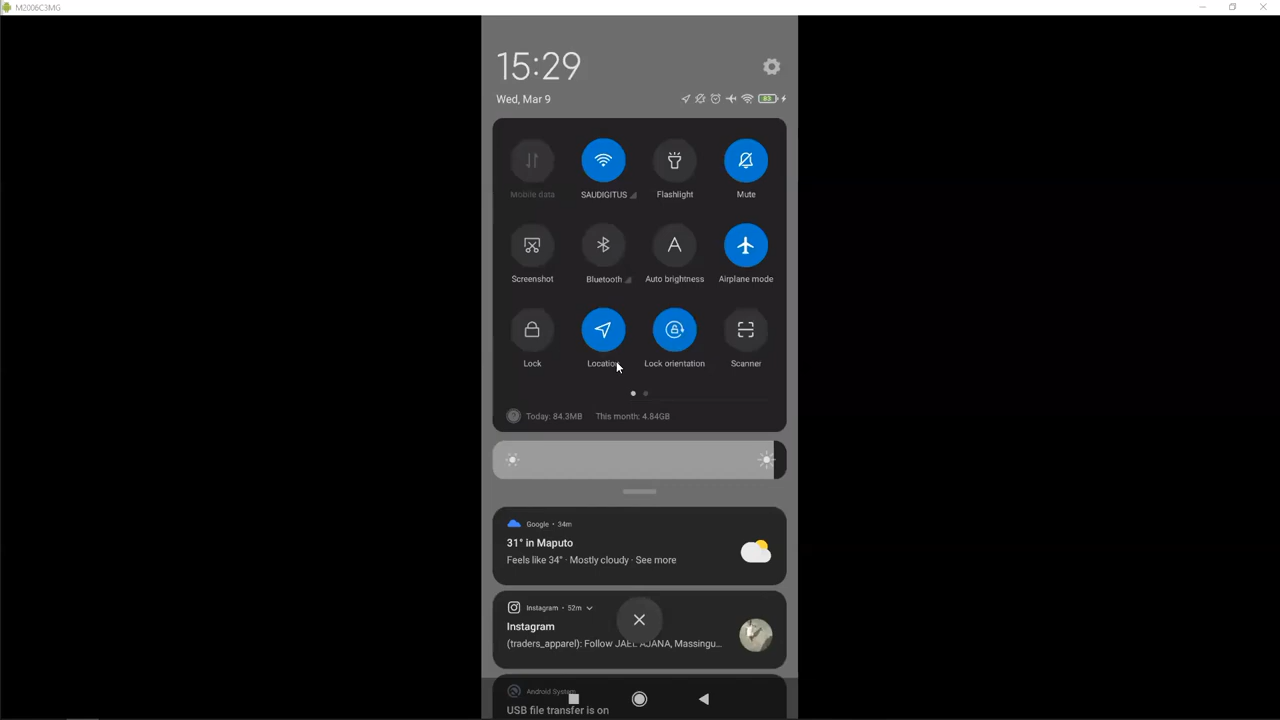 M2006C3MG
15:29
Wed, Mar 9
83
Mobile data
SAUDIGITUS
Flashlight
Mute
Screenshot
Bluetooth
A
Auto brightness
Airplane mode
Lock
Location
Lock orientation
Scanner
Today: 84.3MB This month: 4.84GB
Google • 34m
31° in Maputo
Feels like 34° · Mostly cloudy · See more
Instagram • 52m
Instagram
(traders_apparel): Follow JAEL AJANA, Massingu...
Android System
USB file transfer is on